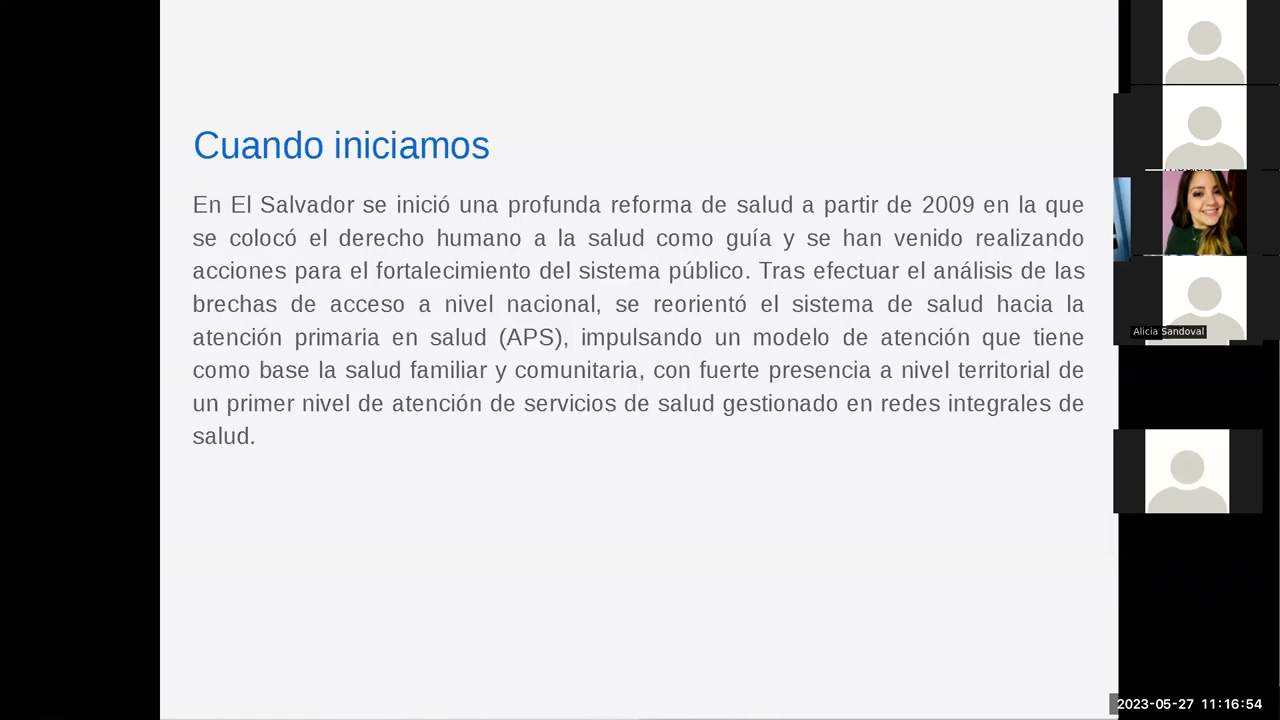 Cuando iniciamos
En El Salvador se inició una profunda reforma de salud a partir de 2009 en la que
se colocó el derecho humano a la salud como guía y se han venido realizando
acciones para el fortalecimiento del sistema público. Tras efectuar el análisis de las
brechas de acceso a nivel nacional, se reorientó el sistema de salud hacia la
atención primaria en salud (APS), impulsando un modelo de atención que tiene
como base la salud familiar y comunitaria, con fuerte presencia a nivel territorial de
un primer nivel de atención de servicios de salud gestionado en redes integrales de
salud.
Alicia Sandoval
2023-05-27 11:16:54